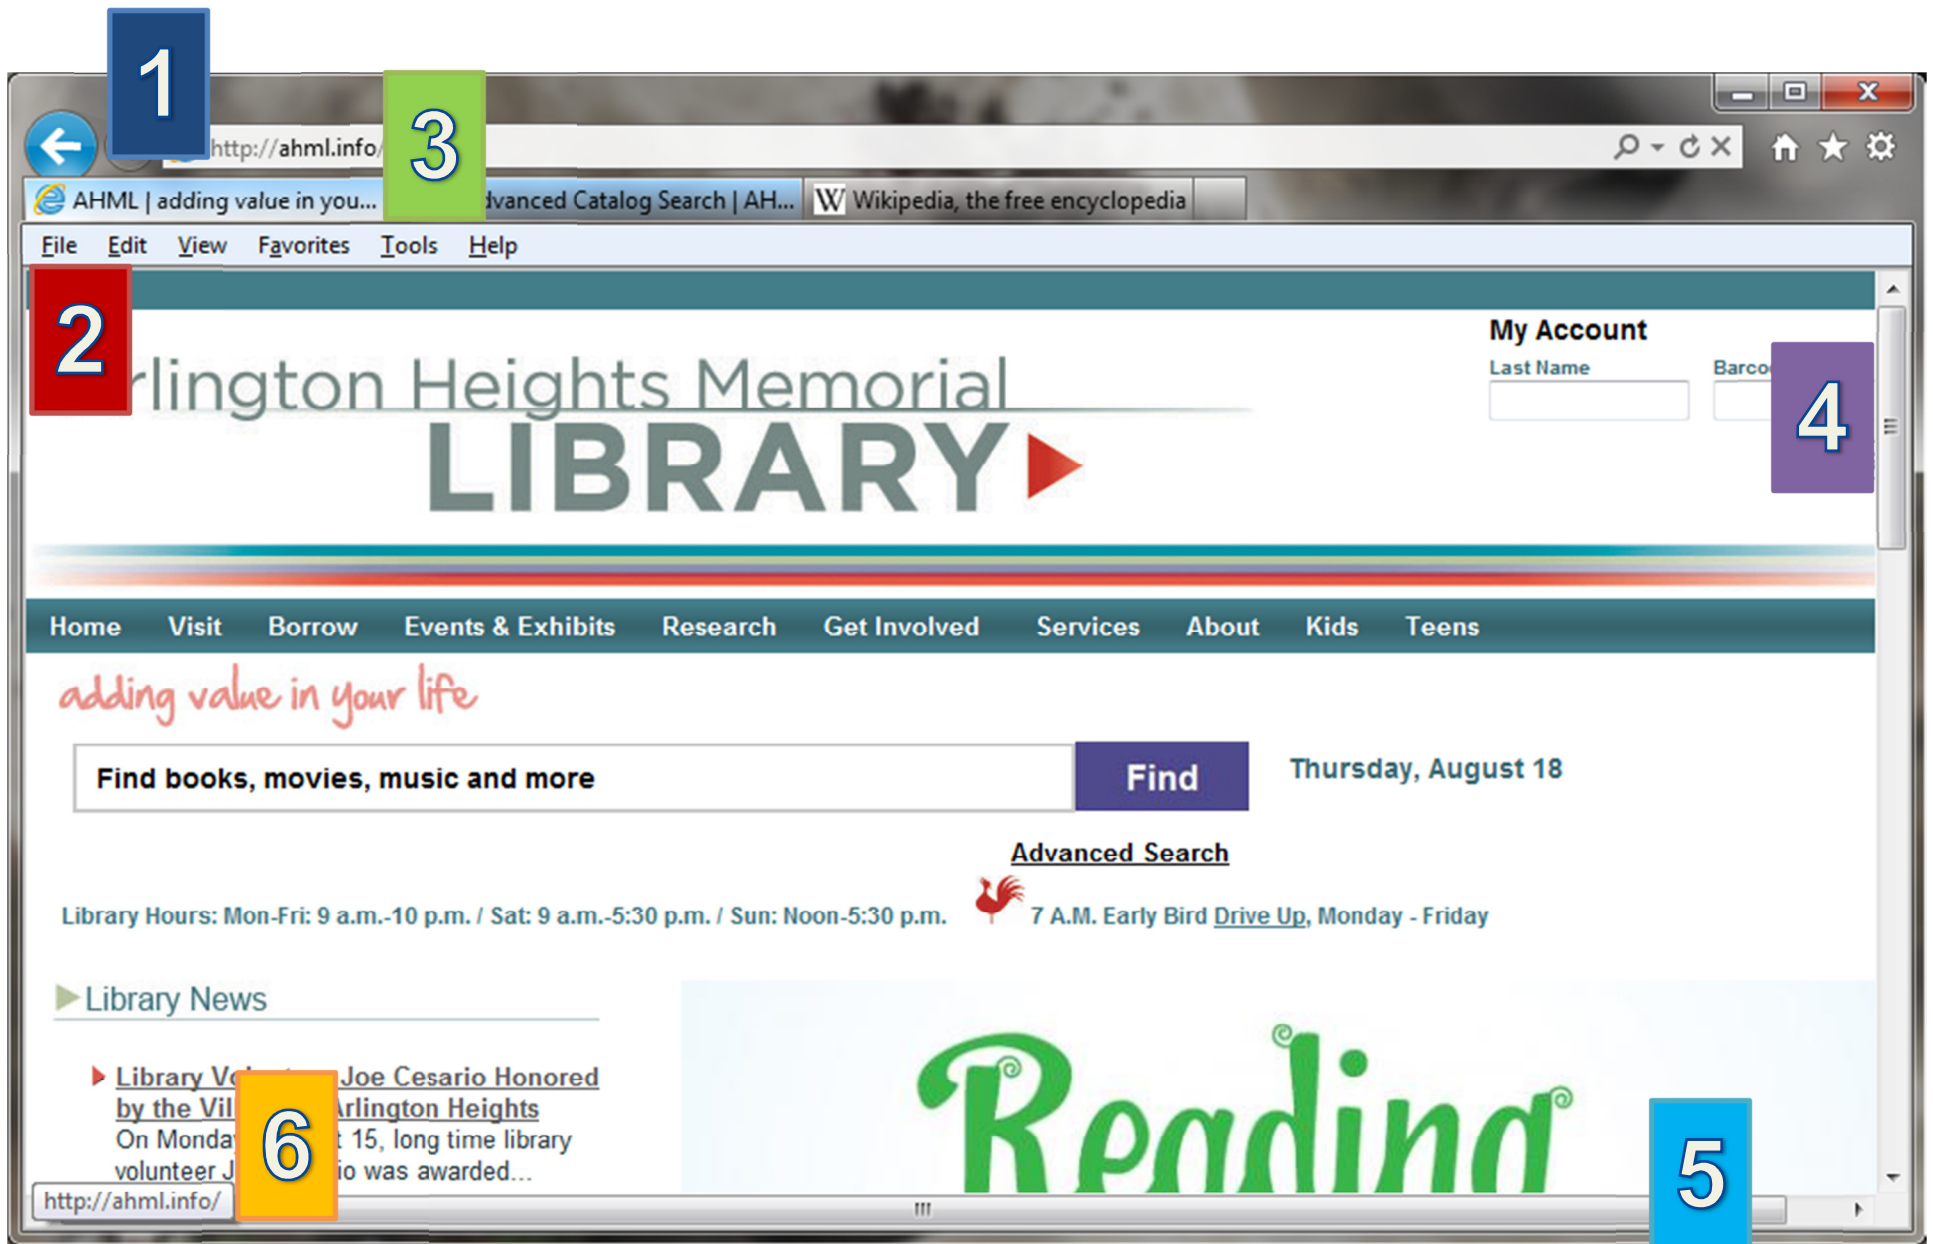 1
3
http://ahml.info/
AHML | adding value in you...
dvanced Catalog Search | AH...
W Wikipedia, the free encyclopedia
File Edit View Favorites Tools Help
2
My Account
Last Name
Barco
4
rlington Heights Memorial
LIBRARY
Home Visit Borrow Events & Exhibits Research Get Involved Services About Kids Teens
adding value in your life
Find books, movies, music and more
Find
Thursday, August 18
Advanced Search
Library Hours: Mon-Fri: 9 a.m.-10 p.m. / Sat: 9 a.m.-5:30 p.m. / Sun: Noon-5:30 p.m.
7 A.M. Early Bird Drive Up, Monday - Friday
Library News
Library Vo Joe Cesario Honored
by the Vil Arlington Heights
On Monda t 15, long time library
volunteer J io was awarded...
http://ahml.info/
6
Reading
5